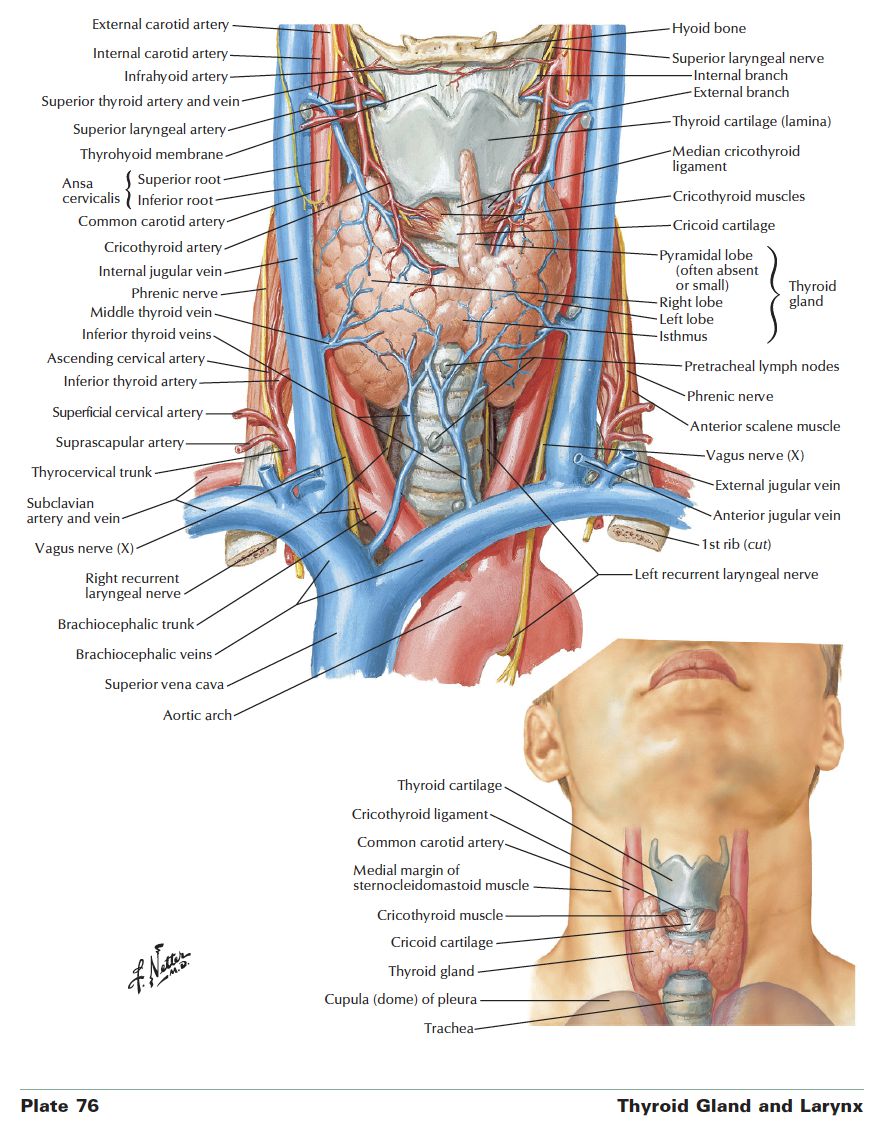 External carotid artery
Internal carotid artery
Infrahyoid artery
Superior thyroid artery and vein
Superior laryngeal artery
Thyrohyoid membrane
Ansa
cervicalis
Superior root
Inferior root
Common carotid artery
Cricothyroid artery
Internal jugular vein
Phrenic nerve
Middle thyroid vein
Inferior thyroid veins
Ascending cervical artery
Inferior thyroid artery
Superficial cervical artery
Suprascapular artery
Thyrocervical trunk
Subclavian
artery and vein
Vagus nerve (X)
Right recurrent
laryngeal nerve
Brachiocephalic trunk
Brachiocephalic veins
Superior vena cava
Aortic arch
Hyoid bone
Superior laryngeal nerve
Internal branch
External branch
Thyroid cartilage (lamina)
Median cricothyroid
ligament
Cricothyroid muscles
Cricoid cartilage
Pyramidal lobe
(often absent
or small)
Right lobe
Left lobe
Isthmus
Thyroid
gland
Pretracheal lymph nodes
Phrenic nerve
Anterior scalene muscle
Vagus nerve (X)
External jugular vein
Anterior jugular vein
1st rib (cut)
Left recurrent laryngeal nerve
Thyroid cartilage
Cricothyroid ligament
Common carotid artery
Medial margin of
sternocleidomastoid muscle
Cricothyroid muscle
Cricoid cartilage
Thyroid gland
Cupula (dome) of pleura
Trachea
F. Netter
M.D.
Plate 76
Thyroid Gland and Larynx